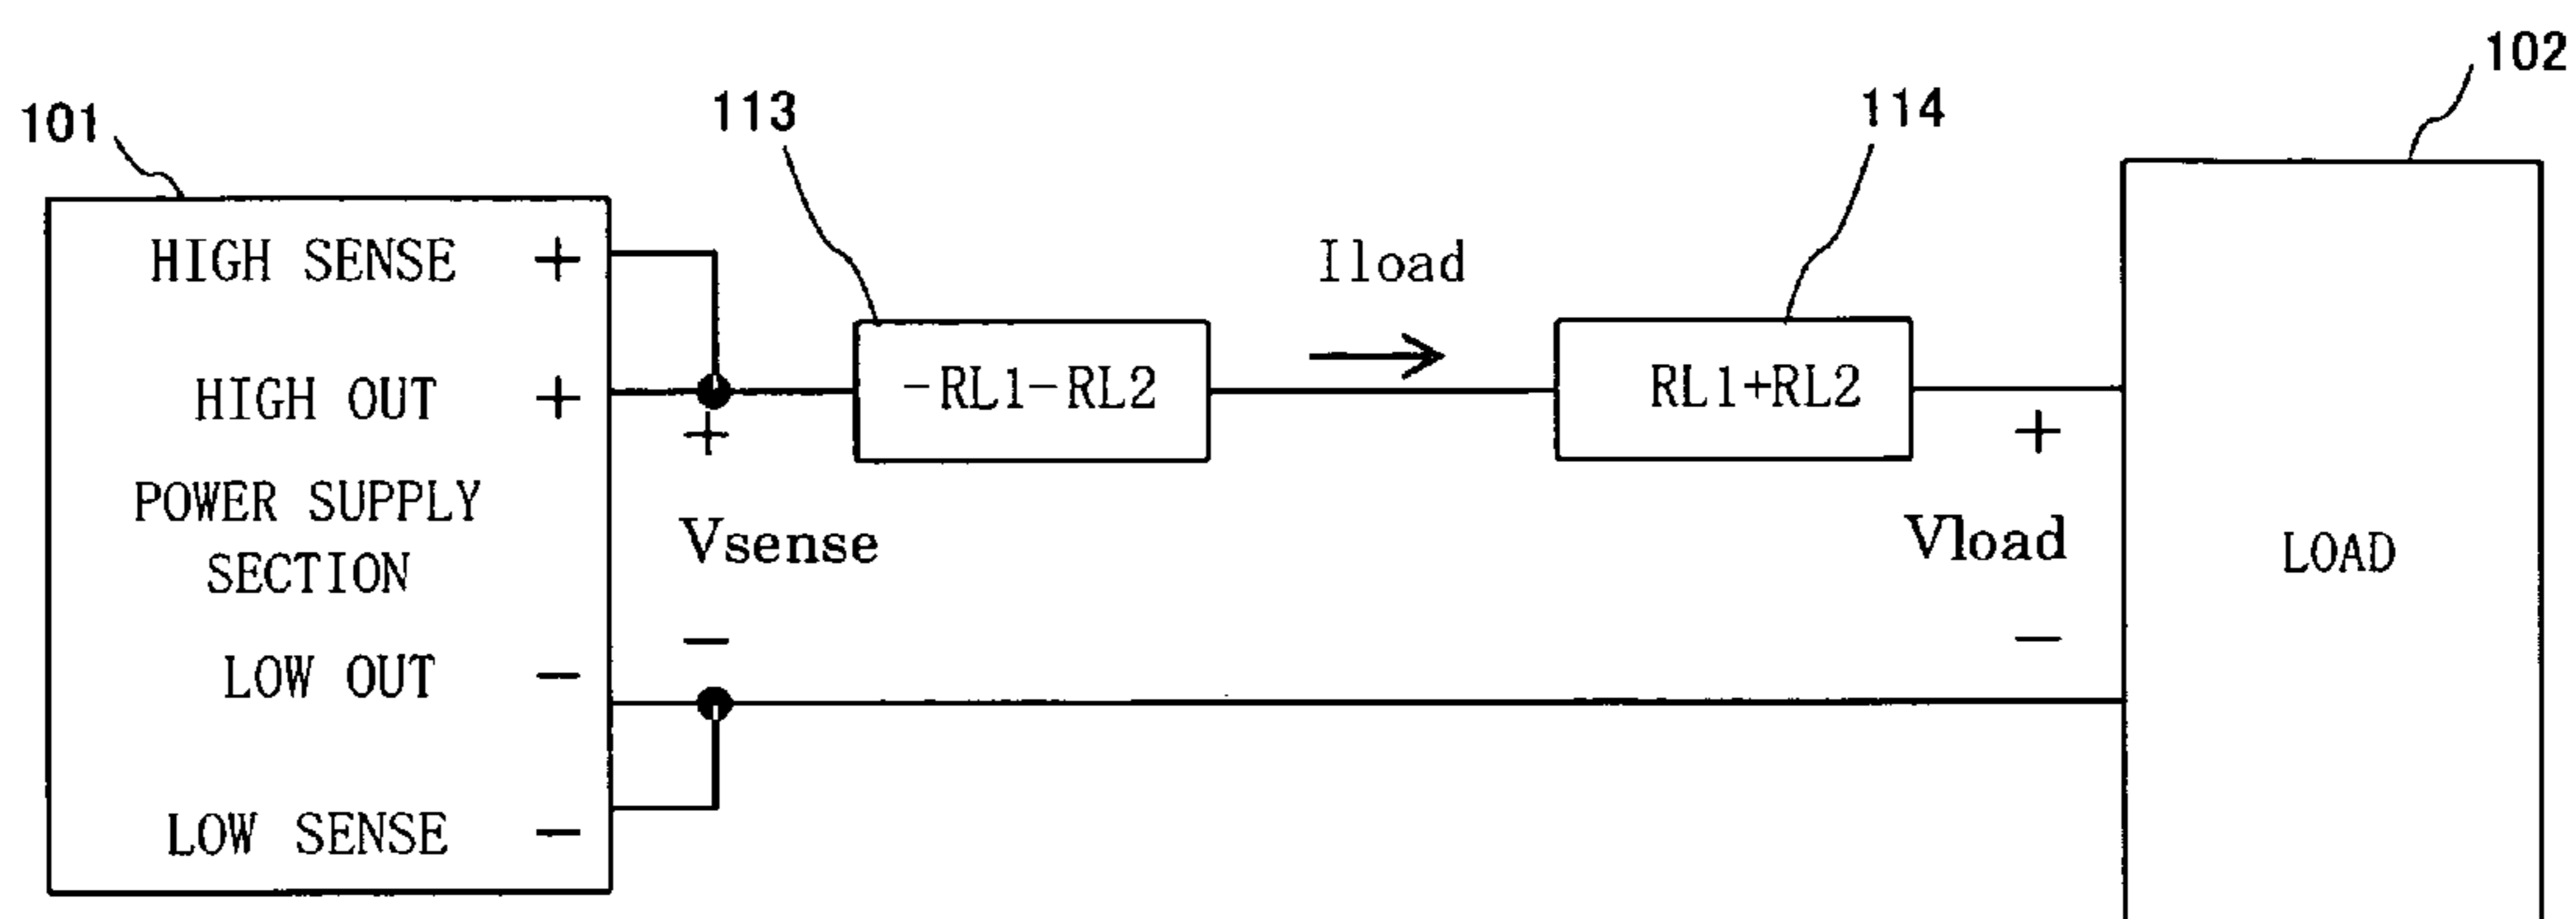 102
101
113
114
HIGH SENSE +
Iload
HIGH OUT +
-RL1-RL2
RL1+RL2
+
+
POWER SUPPLY
SECTION
Vsense
Vload
LOAD
−
−
LOW OUT −
LOW SENSE −